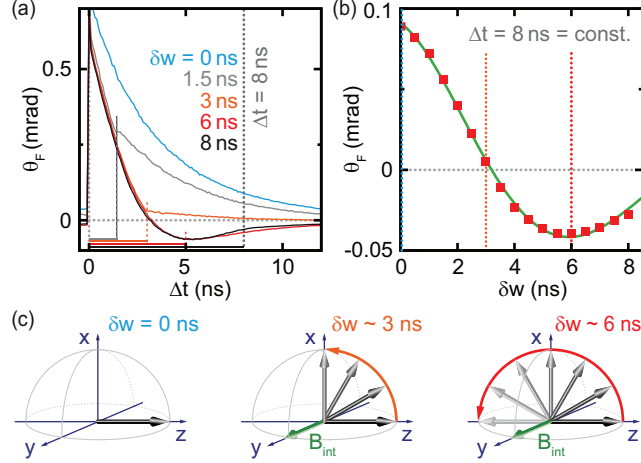 (a)
0.5
0
θF (mrad)
δw = 0 ns
1.5 ns
3 ns
6 ns
8 ns
Δt = 8 ns
0
5
10
Δt (ns)
(b)
0.1
0
-0.05
θF (mrad)
Δt = 8 ns = const.
0
2
4
6
8
δw (ns)
(c)
δw = 0 ns
x
y
z
δw ~ 3 ns
x
y
z
Bint
δw ~ 6 ns
x
y
z
Bint